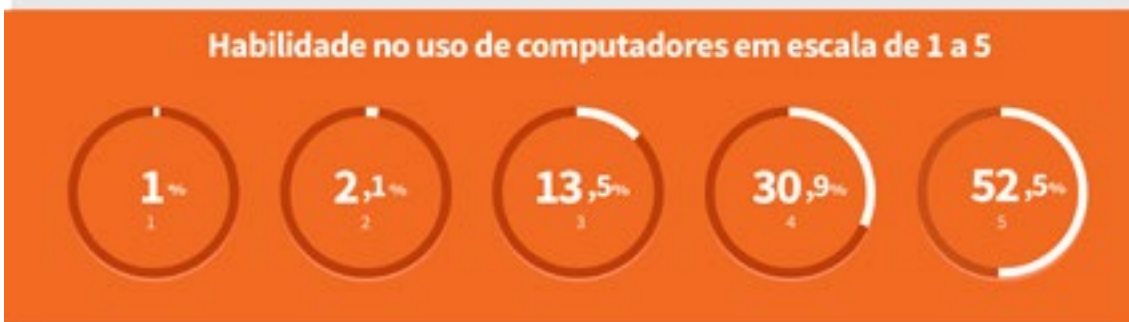 Habilidade no uso de computadores em escala de 1 a 5
1% 2,1% 13,5% 30,9% 52,5%
1 2 3 4 5